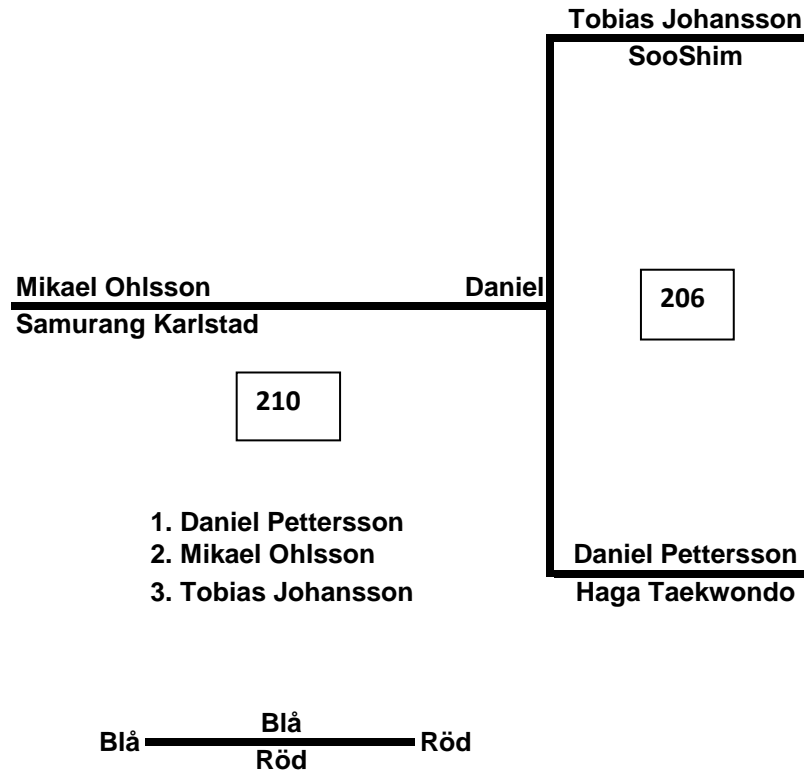 Tobias Johansson
SooShim
Mikael Ohlsson Daniel
206
Samurang Karlstad
210
1. Daniel Pettersson
2. Mikael Ohlsson
3. Tobias Johansson
Daniel Pettersson
Haga Taekwondo
Blå
Blå Röd
Röd